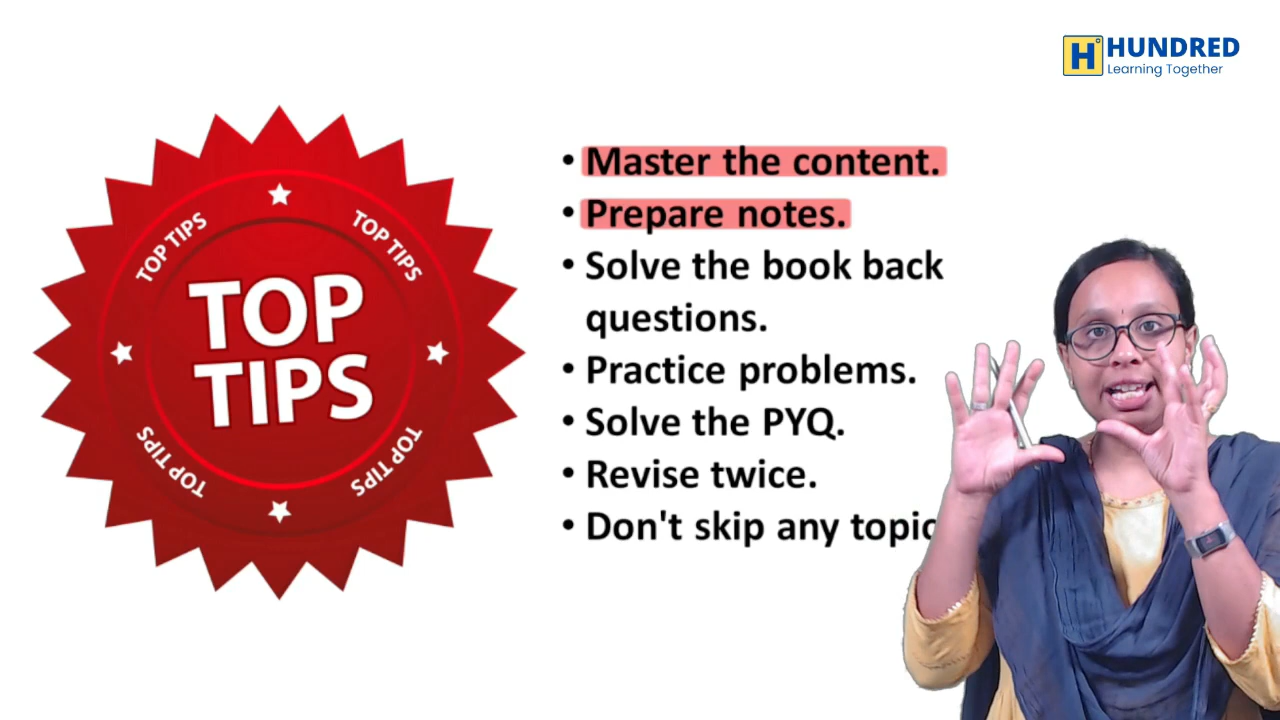 HUNDRED
Learning Together
TOP TIPS
TOP TIPS
TOP
TIPS
TOP TIPS
TOP TIPS
• Master the content.
• Prepare notes.
• Solve the book back
questions.
• Practice problems.
• Solve the PYQ.
• Revise twice.
• Don't skip any topic